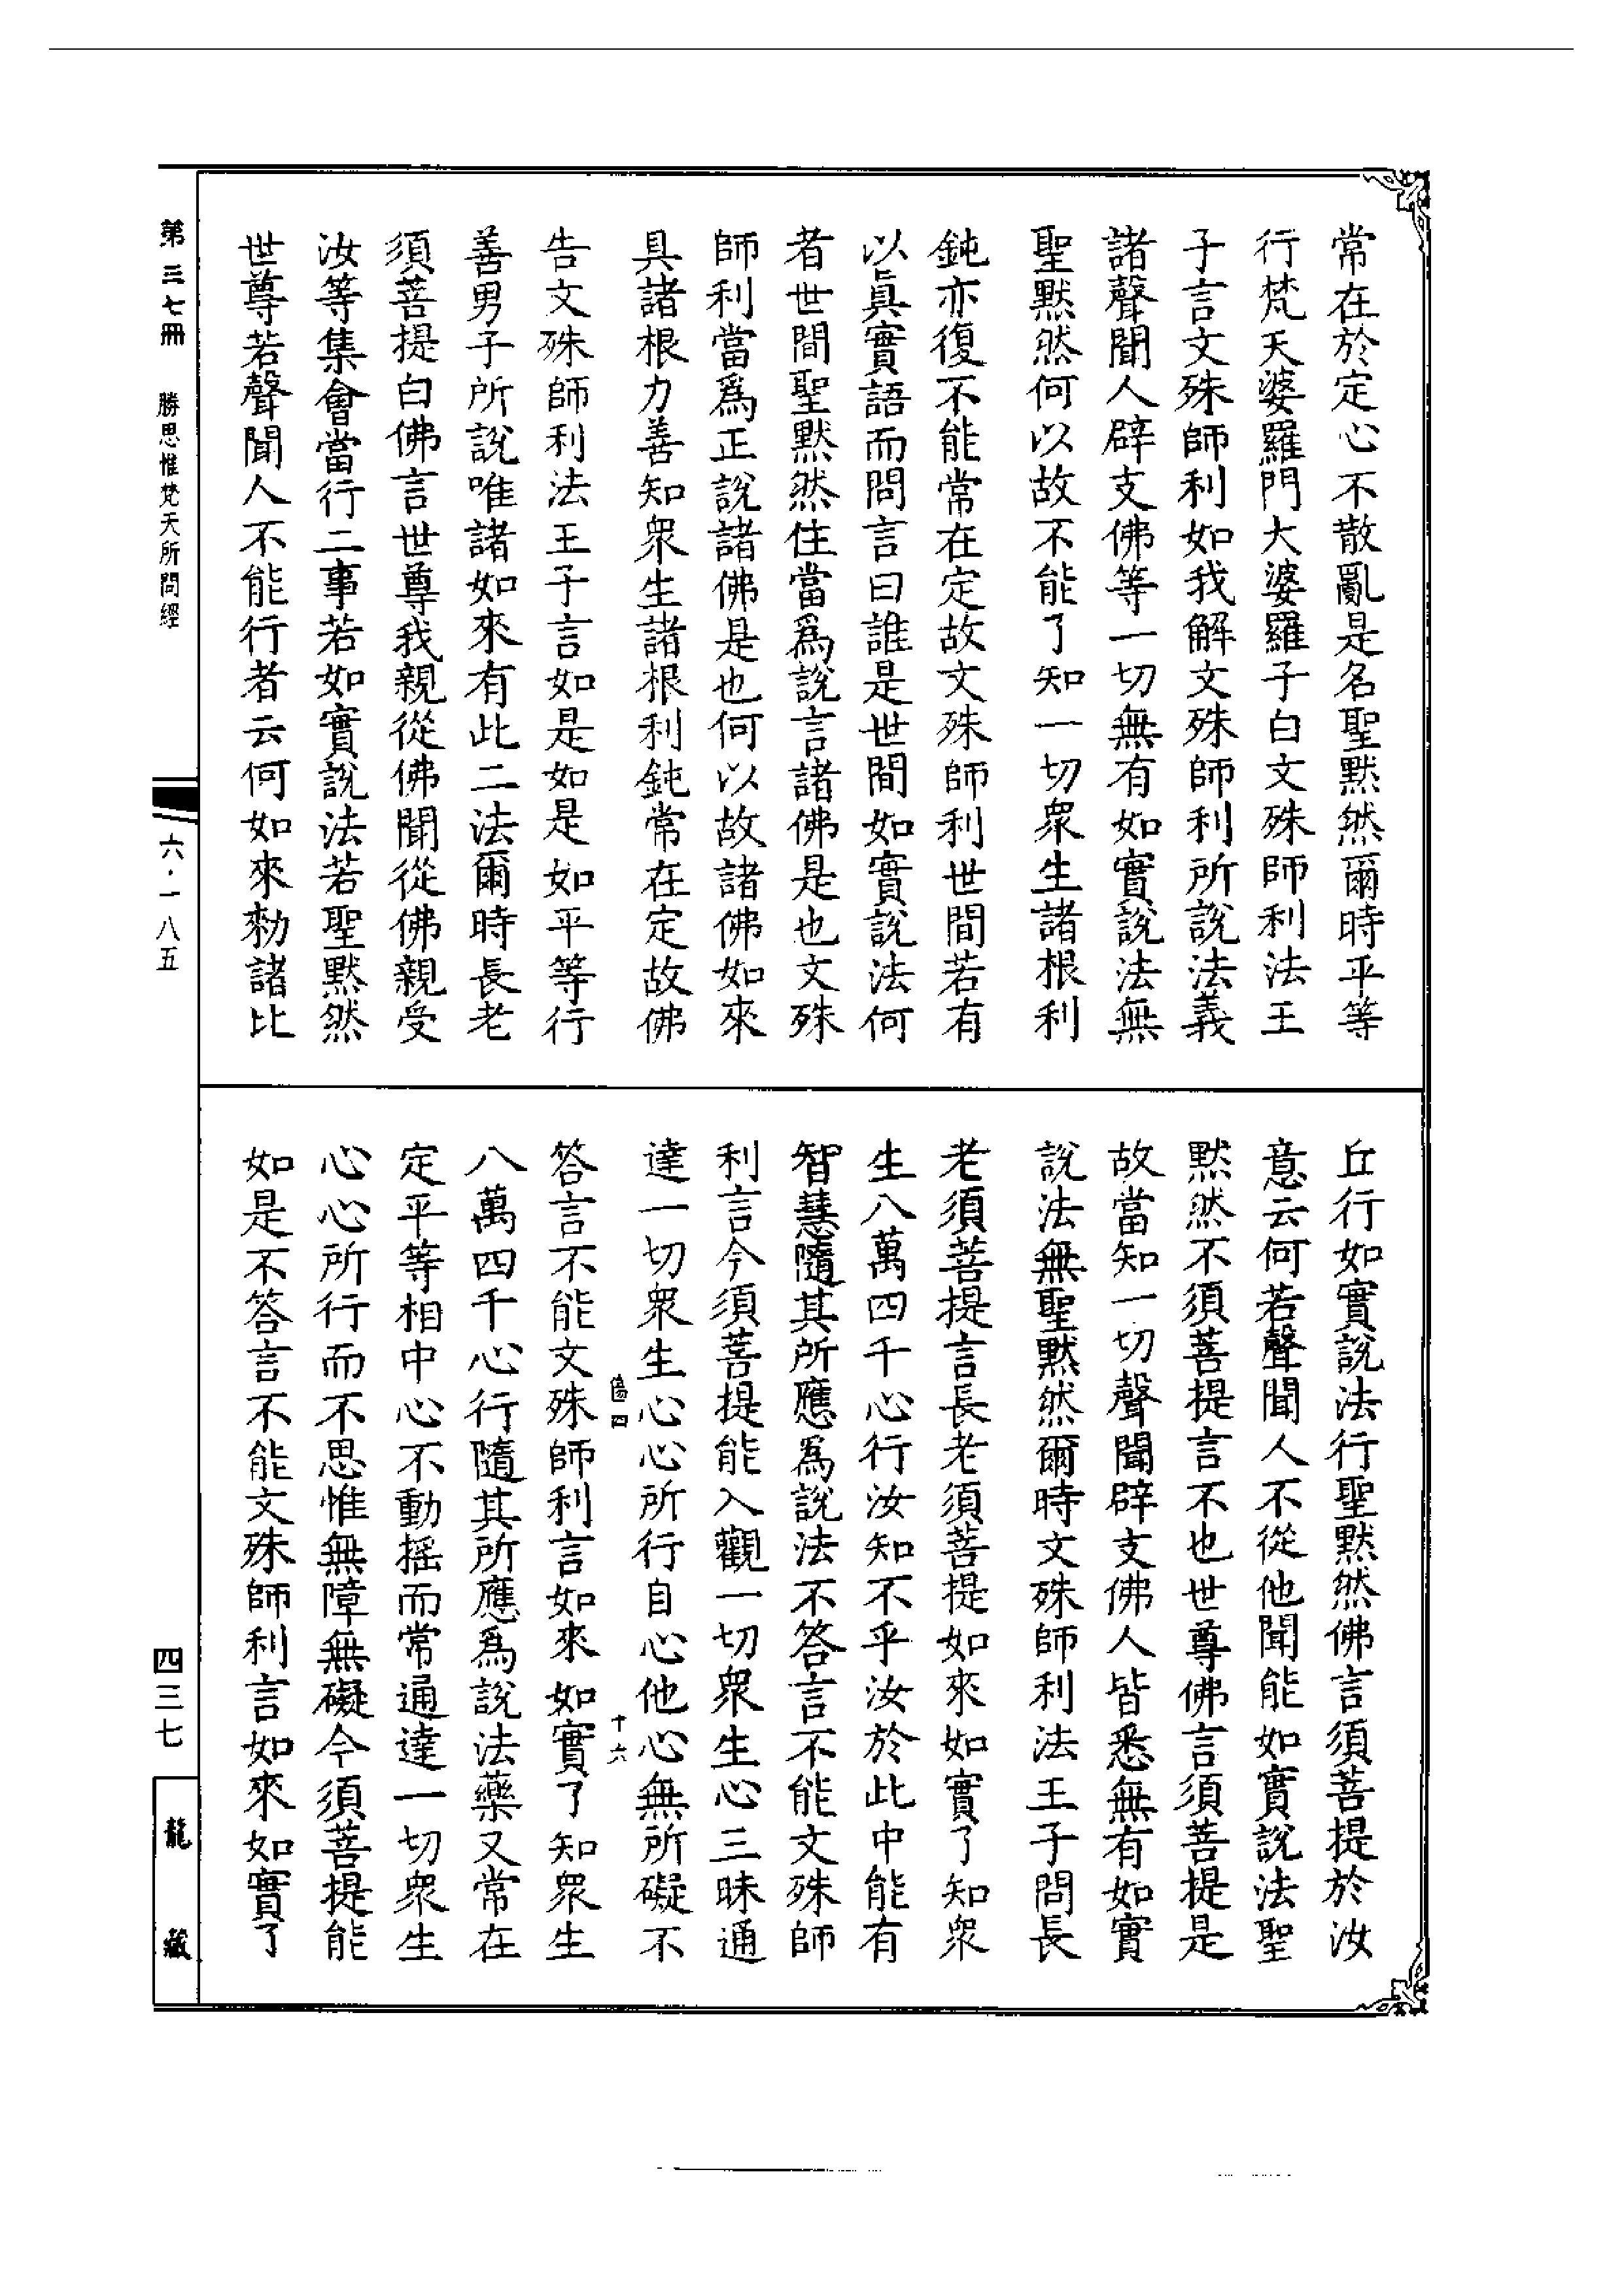 常在於定心不散亂是名聖默然爾時平等
行梵天婆羅門大婆羅子白文殊師利法王
子言文殊師利如我解文殊師利所說法義
諸聲聞人辟支佛等一切無有如實說法無
聖默然何以故不能了知一切衆生諸根利
鈍亦復不能常在定故文殊師利世間若有
以眞實語而問言曰誰是世間如實說法何
者世間聖默然住當爲說言諸佛是也文殊
師利當爲正說諸佛是也何以故諸佛如來
具諸根力善知衆生諸根利鈍常在定故佛
告文殊師利法王子言如是如是如平等行
善男子所說唯諸如來有此二法爾時長老
須菩提白佛言世尊我親從佛聞從佛親受
汝等集會當行二事若如實說法若聖默然
世尊若聲聞人不能行者云何如來勑諸比
丘行如實說法行聖默然佛言須菩提於汝
意云何若聲聞人不從他聞能如實說法聖
默然不須菩提言不也世尊佛言須菩提是
故當知一切聲聞辟支佛人皆悉無有如實
說法無聖默然爾時文殊師利法王子問長
老須菩提言長老須菩提如來如實了知衆
生八萬四千心行汝知不乎汝於此中能有
智慧隨其所應爲說法不答言不能文殊師
利言今須菩提能入觀一切衆生心三昧通
達一切衆生心心所行自心他心無所礙不
答言不能文殊師利言如來如實了知衆生
八萬四千心行隨其所應爲說法藥又常在
定平等相中心不動搖而常通達一切衆生
心心所行而不思惟無障無礙今須菩提能
如是不答言不能文殊師利言如來如實了
十六
第三七冊 勝思惟梵天所問經
六·一八五
四三七
龍藏